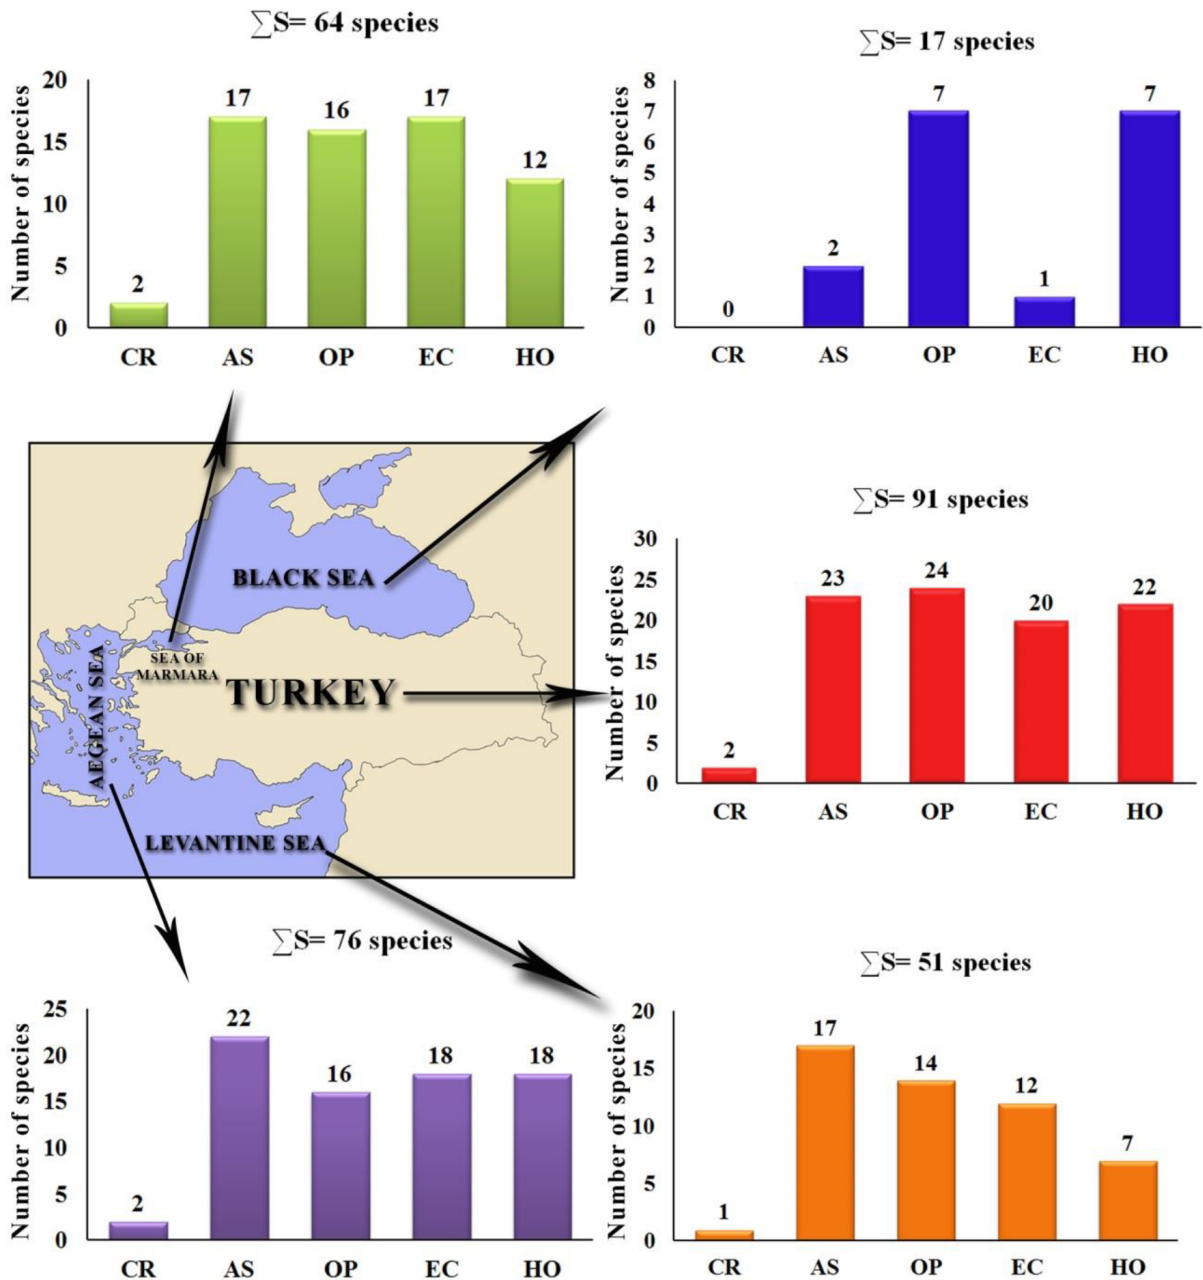 ∑S= 64 species
Number of species
20
15
10
5
0
2
17
16
17
12
CR AS OP EC HO
∑S= 17 species
Number of species
8
7
6
5
4
3
2
1
0
0
2
7
1
7
CR AS OP EC HO
BLACK SEA
SEA OF
MARMARA
AEGEAN SEA
TURKEY
LEVANTINE SEA
∑S= 91 species
Number of species
30
25
20
15
10
5
0
2
23
24
20
22
CR AS OP EC HO
∑S= 76 species
Number of species
25
20
15
10
5
0
2
22
16
18
18
CR AS OP EC HO
∑S= 51 species
Number of species
20
15
10
5
0
1
17
14
12
7
CR AS OP EC HO